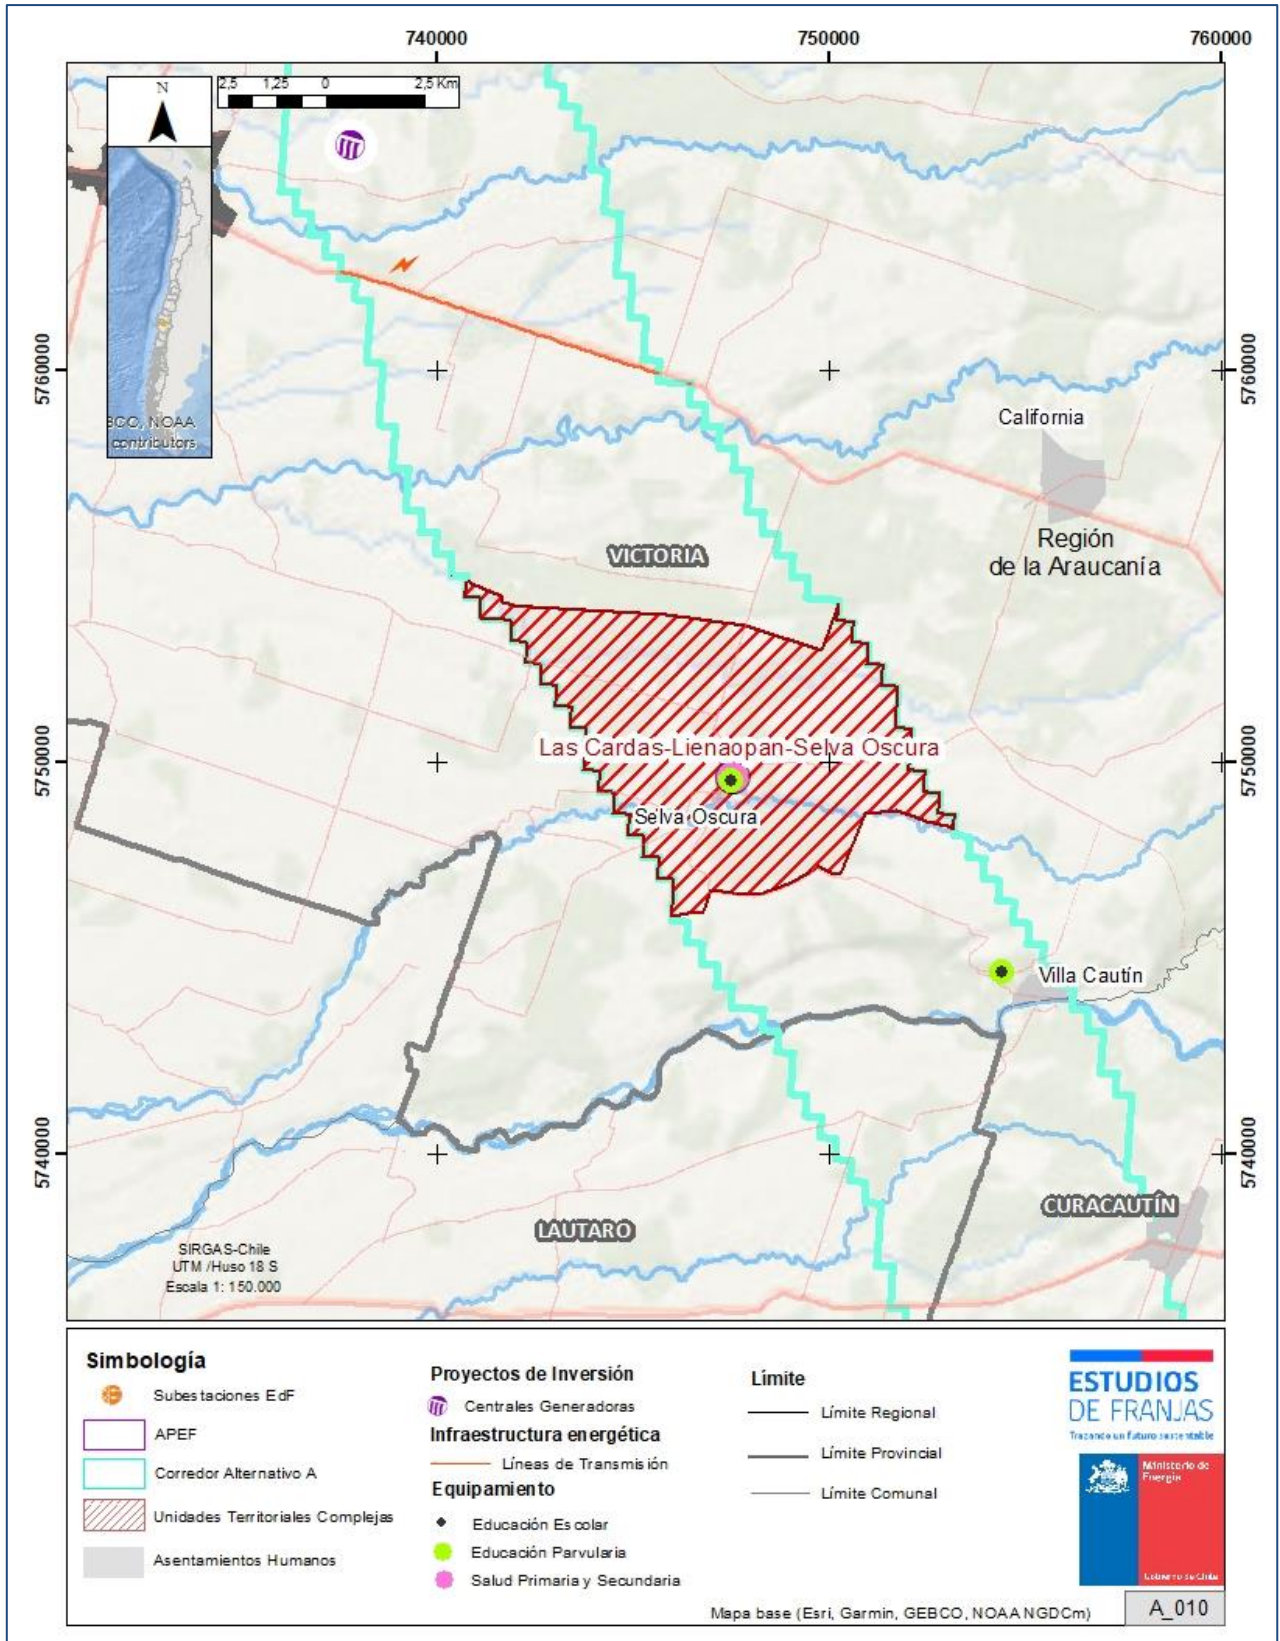 740000
750000
760000
N
2,5 1,25 0 2,5 Km
5760000
5760000
BCO, NOAA
contributors
California
Región
de la Araucanía
VICTORIA
5750000
5750000
Las Cardas-Lienaopan-Selva Oscura
Selva Oscura
Villa Cautín
5740000
5740000
CURACAUTÍN
LAUTARO
SIRGAS-Chile
UTM /Huso 18 S
Escala 1: 150.000
Simbología
Subestaciones EdF
APEF
Corredor Alternativo A
Unidades Territoriales Complejas
Asentamientos Humanos
Proyectos de Inversión
Centrales Generadoras
Infraestructura energética
Líneas de Transmisión
Equipamiento
Educación Escolar
Educación Parvularia
Salud Primaria y Secundaria
Límite
Límite Regional
Límite Provincial
Límite Comunal
ESTUDIOS
DE FRANJAS
Trazando un futuro sustentable
Ministerio de
Energía
Gobierno de Chile
Mapa base (Esri, Garmin, GEBCO, NOAA NGDCm)
A_010